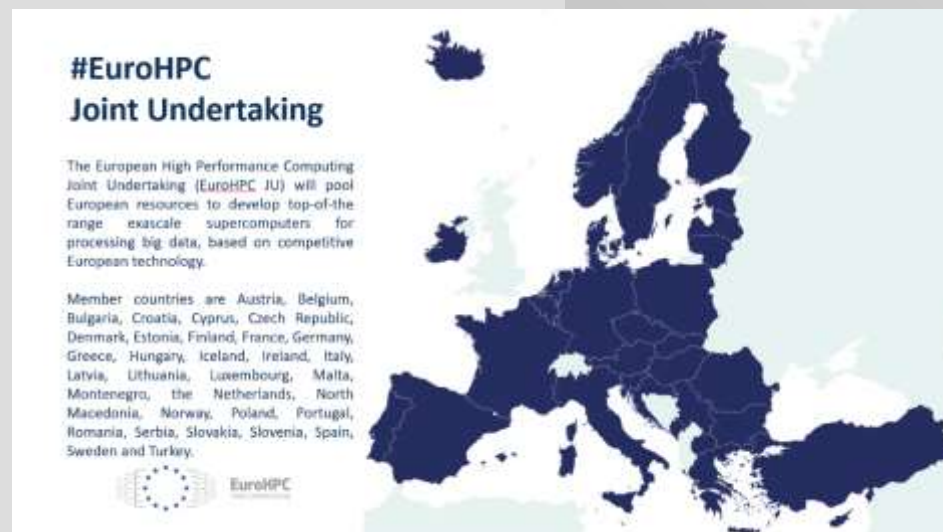 #EuroHPC
Joint Undertaking
The European High Performance Computing
Joint Undertaking (EuroHPC JU) will pool
European resources to develop top-of-the
range exascale supercomputers for
processing big data, based on competitive
European technology.
Member countries are Austria, Belgium,
Bulgaria, Croatia, Cyprus, Czech Republic,
Denmark, Estonia, Finland, France, Germany,
Greece, Hungary, Iceland, Ireland, Italy,
Latvia, Lithuania, Luxembourg, Malta,
Montenegro, the Netherlands, North
Macedonia, Norway, Poland, Portugal,
Romania, Serbia, Slovakia, Slovenia, Spain,
Sweden and Turkey.
EuroHPC